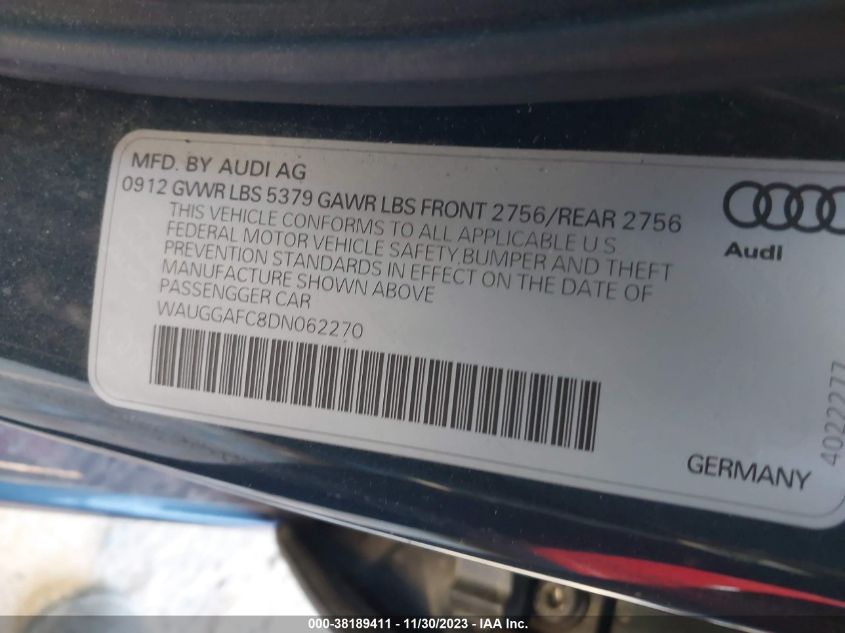 MFD. BY AUDI AG
0912 GVWR LBS 5379 GAWR LBS FRONT 2756/REAR 2756
THIS VEHICLE CONFORMS TO ALL APPLICABLE U S
FEDERAL MOTOR VEHICLE SAFETY,BUMPER AND THEFT
PREVENTION STANDARDS IN EFFECT ON THE DATE OF
MANUFACTURE SHOWN ABOVE
PASSENGGER CAR
WAUGGAFC8DN062270
Audi
4022277
GERMANY
000-38189411 - 11/30/2023 - IAA Inc.